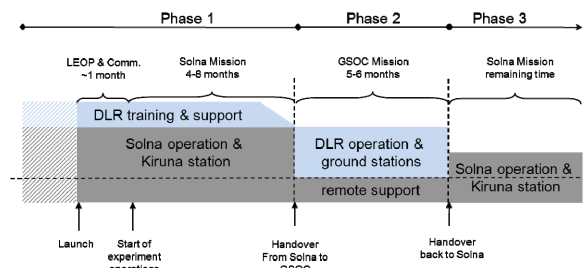 Phase 1
Phase 2
Phase 3
LEOP & Comm.
~1 month
Solna Mission
4-8 months
GSOC Mission
5-6 months
Solna Mission
remaining time
DLR training & support
Solna operation &
Kiruna station
DLR operation &
ground stations
remote support
Solna operation &
Kiruna station
Launch
Start of
experiment
operations
Handover
From Solna to
GSOC
Handover
back to Solna